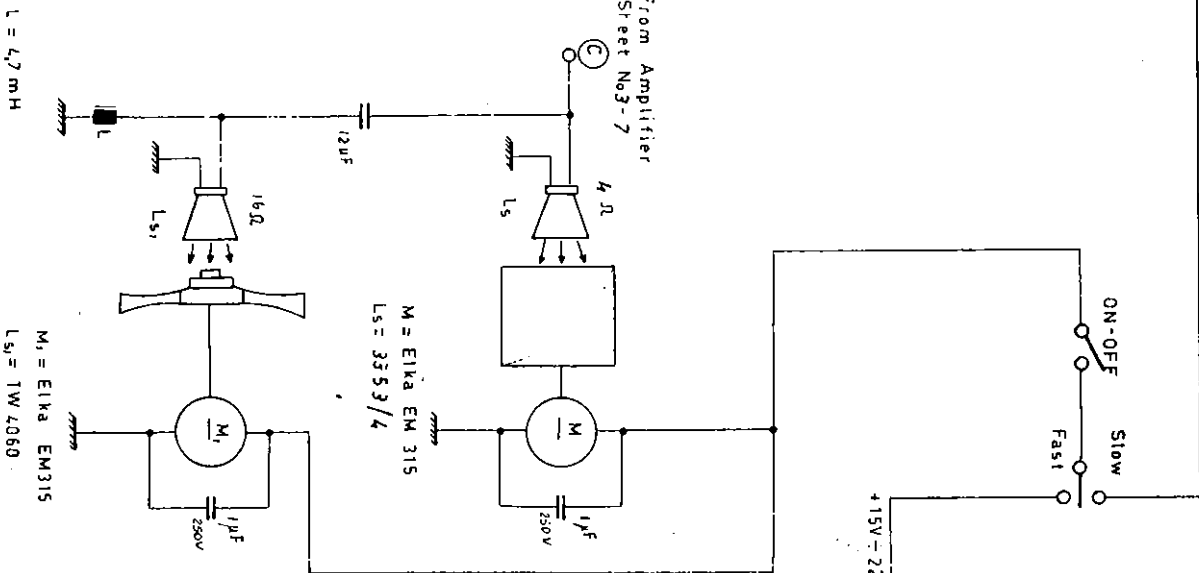 Slow
ON-OFF
Fast
+15V÷22
From Amplifier
Sheet No3-7
C
4 Ω
M
1μF
250V
Ls
M = Elka EM 315
Ls = 3353/4
12μF
16Ω
M₁
1μF
250V
Ls₁
L
M₁ = Elka EM315
L = 4,7 mH
Ls₁ = TW 4060